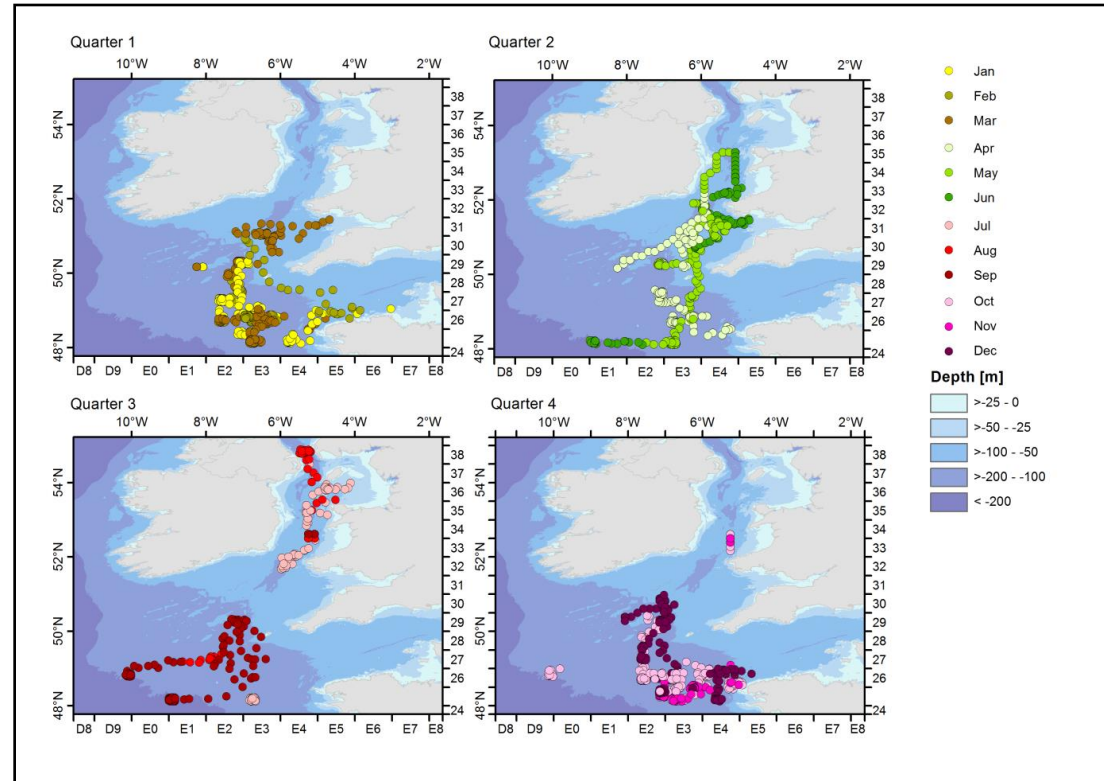 Quarter 1
10°W 8°W 6°W 4°W 2°W
54°N
52°N
50°N
48°N
38
37
36
35
34
33
32
31
30
29
28
27
26
24
D8 D9 E0 E1 E2 E3 E4 E5 E6 E7 E8
Quarter 2
10°W 8°W 6°W 4°W 2°W
54°N
52°N
50°N
48°N
38
37
36
35
34
33
32
31
30
29
28
27
26
24
D8 D9 E0 E1 E2 E3 E4 E5 E6 E7 E8
Jan
Feb
Mar
Apr
May
Jun
Jul
Aug
Sep
Oct
Nov
Dec
Depth [m]
>-25 - 0
>-50 - -25
>-100 - -50
>-200 - -100
< -200
Quarter 3
10°W 8°W 6°W 4°W 2°W
54°N
52°N
50°N
48°N
38
37
36
35
34
33
32
31
30
29
28
27
26
24
D8 D9 E0 E1 E2 E3 E4 E5 E6 E7 E8
Quarter 4
10°W 8°W 6°W 4°W 2°W
54°N
52°N
50°N
48°N
38
37
36
35
34
33
32
31
30
29
28
27
26
24
D8 D9 E0 E1 E2 E3 E4 E5 E6 E7 E8